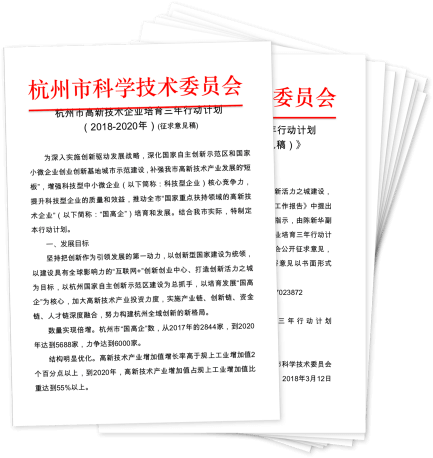 杭州市科学技术委员会
杭州市高新技术企业培育三年行动计划
（2018-2020年）(征求意见稿)
为深入实施创新驱动发展战略，深化国家自主创新示范区和国家
小微企业创业创新基地城市示范建设，补强我市高新技术产业发展的“短
板”，增强科技型中小微企业（以下简称：科技型企业）核心竞争力，
提升科技型企业的质量和效益，推动全市“国家重点扶持领域的高新技
术企业”（以下简称：“国高企”）培育和发展。结合我市实际，特制定
本行动计划。
一、发展目标
坚持把创新作为引领发展的第一动力，以创新型国家建设为统领，
以建设具有全球影响力的“互联网+”创新创业中心、打造创新活力之城
为目标，以杭州国家自主创新示范区建设为总抓手，以培育发展“国高
企”为核心，加大高新技术产业投资力度，实施产业链、创新链、资金
链、人才链深度融合，努力构建杭州全域创新的新格局。
数量实现倍增。杭州市“国高企”数，从2017年的2844家，到2020
年达到5688家，力争达到6000家。
结构明显优化。高新技术产业增加值增长率高于规上工业增加值2
个百分点以上，到2020年，高新技术产业增加值占规上工业增加值比
重达到55%以上。
技术委员会
年行动计划
稿）》
新活力之城建设，
工作报告》中提出
指示，由陈新华副
业培育三年行动计
会公开征求意见，
意见以书面形式
7023872
三年行动计划
市科学技术委员会
2018年3月12日